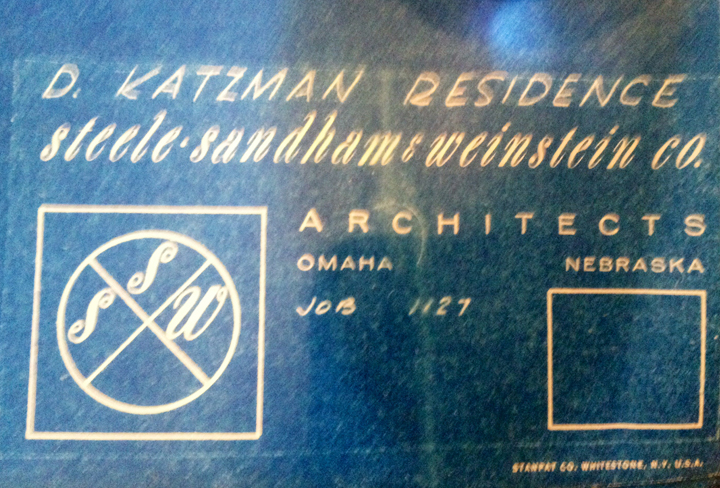 D. KATZMAN RESIDENCE
steele·sandham & weinstein co.
ARCHITECTS
OMAHA NEBRASKA
JOB 1127
S S S W
STANPAT CO. WHITESTONE, N.Y. U.S.A.